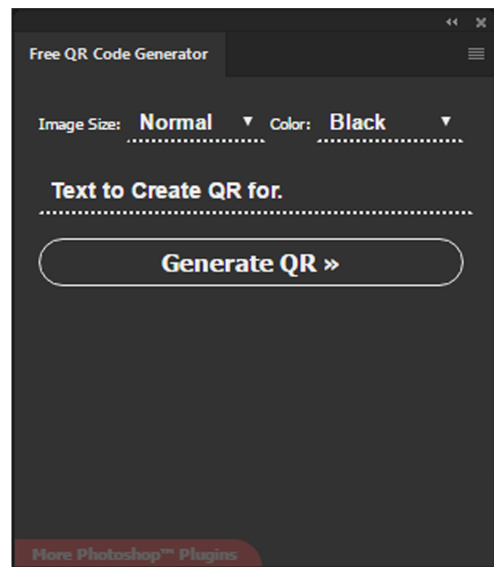 Free QR Code Generator
Image Size: Normal Color: Black
Text to Create QR for.
Generate QR »
More Photoshop™ Plugins